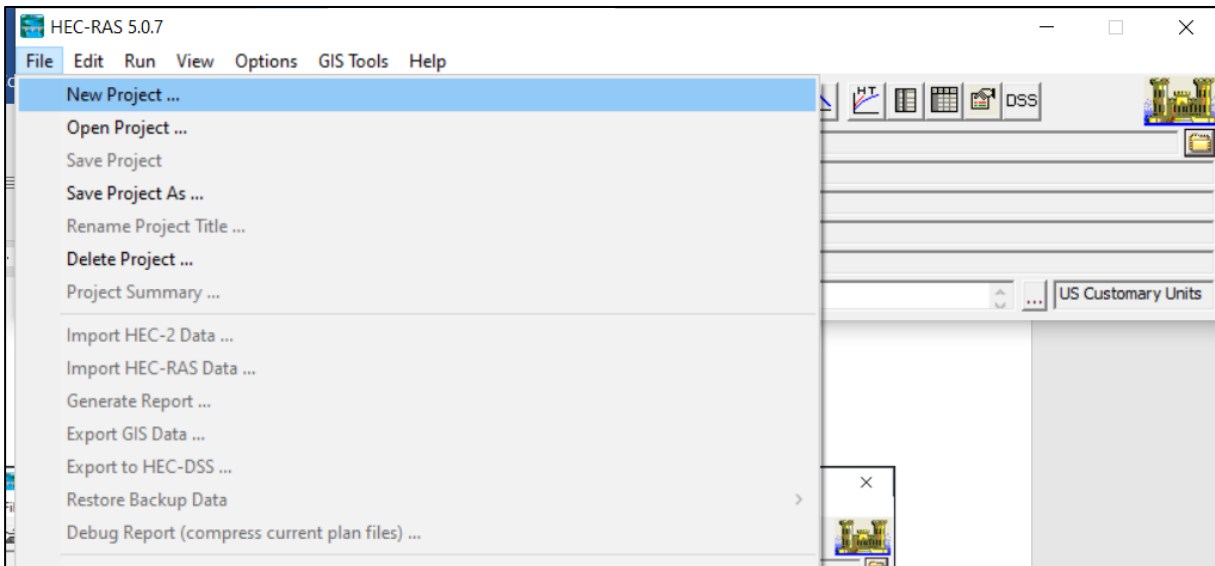 HEC-RAS 5.0.7
File Edit Run View Options GIS Tools Help
New Project ...
DSS
Open Project ...
Save Project
Save Project As ...
Rename Project Title ...
Delete Project ...
Project Summary ...
... US Customary Units
Import HEC-2 Data ...
Import HEC-RAS Data ...
Generate Report ...
Export GIS Data ...
Export to HEC-DSS ...
Restore Backup Data
Debug Report (compress current plan files) ...